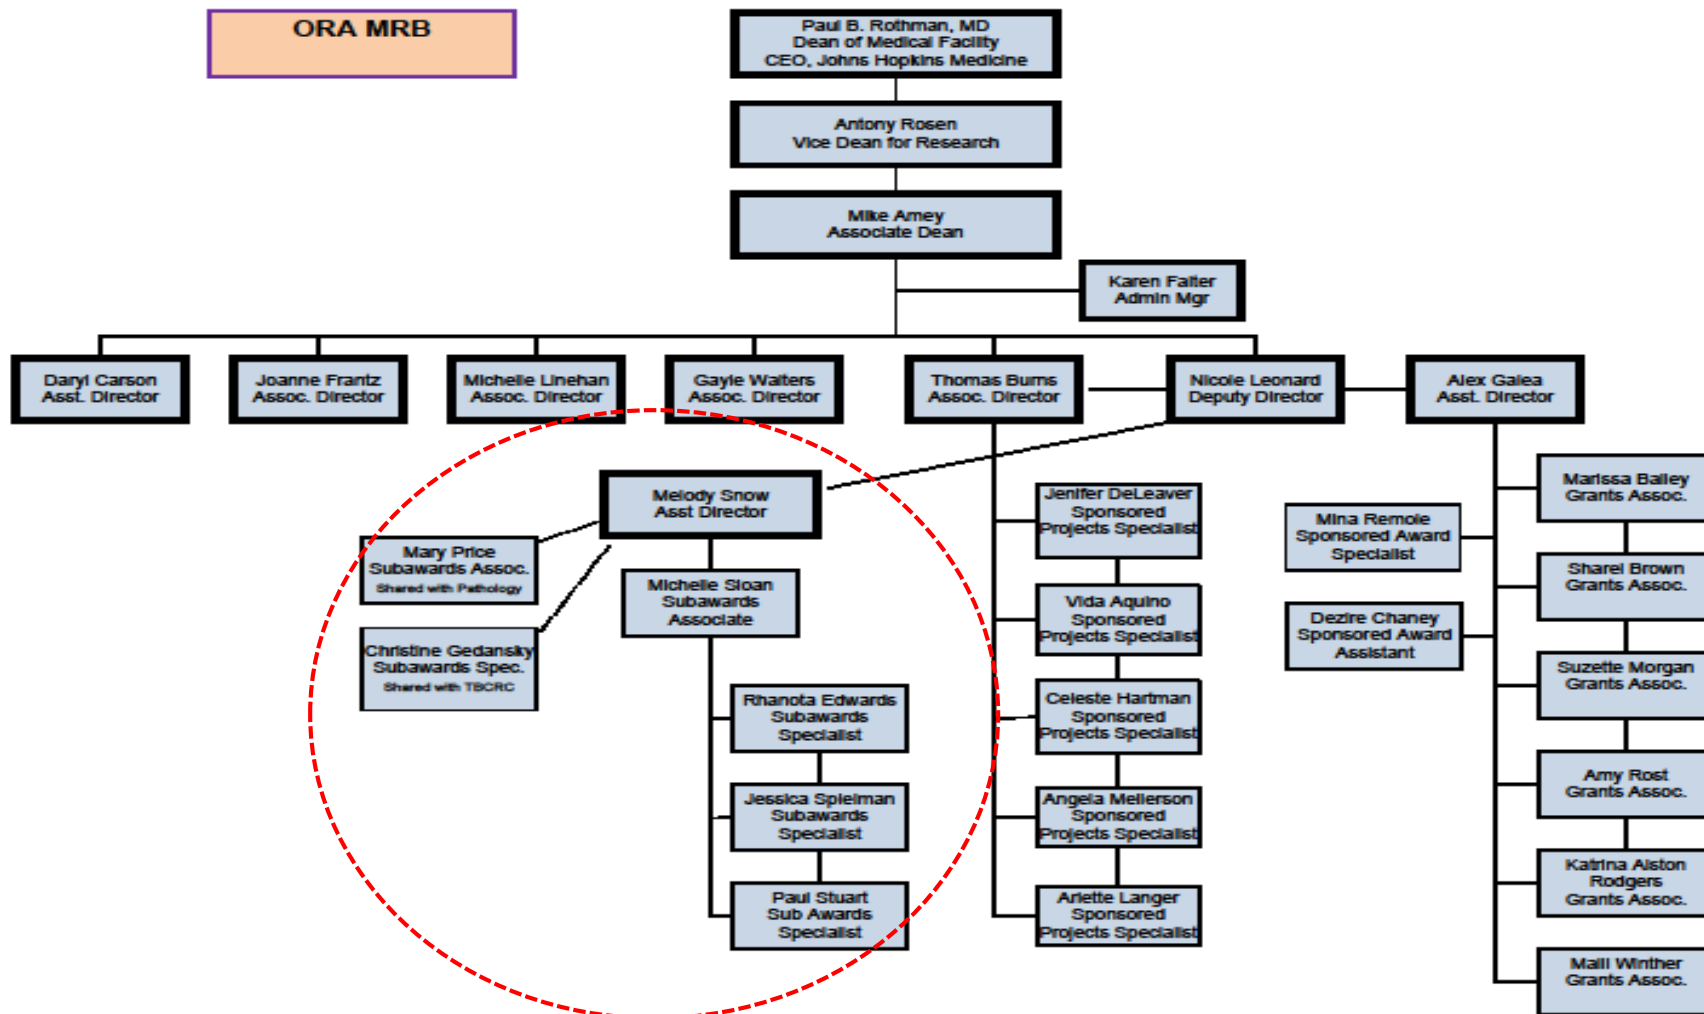 ORA MRB
Paul B. Rothman, MD
Dean of Medical Facility
CEO, Johns Hopkins Medicine
Antony Rosen
Vice Dean for Research
Mike Amey
Associate Dean
Karen Falter
Admin Mgr
Daryl Carson
Asst. Director
Joanne Frantz
Assoc. Director
Michelle Linehan
Assoc. Director
Gayle Walters
Assoc. Director
Thomas Burns
Assoc. Director
Nicole Leonard
Deputy Director
Alex Galea
Asst. Director
Melody Snow
Asst Director
Mary Price
Subawards Assoc.
Shared with Pathology
Christine Gedansky
Subawards Spec.
Shared with TBCRC
Michelle Sloan
Subawards
Associate
Rhanota Edwards
Subawards
Specialist
Jessica Spielman
Subawards
Specialist
Paul Stuart
Sub Awards
Specialist
Jenifer DeLeaver
Sponsored
Projects Specialist
Vida Aquino
Sponsored
Projects Specialist
Celeste Hartman
Sponsored
Projects Specialist
Angela Mellerson
Sponsored
Projects Specialist
Arlette Langer
Sponsored
Projects Specialist
Mina Remole
Sponsored Award
Specialist
Dezire Chaney
Sponsored Award
Assistant
Marissa Bailey
Grants Assoc.
Sharel Brown
Grants Assoc.
Suzette Morgan
Grants Assoc.
Amy Rost
Grants Assoc.
Katrina Alston
Rodgers
Grants Assoc.
Maili Winther
Grants Assoc.